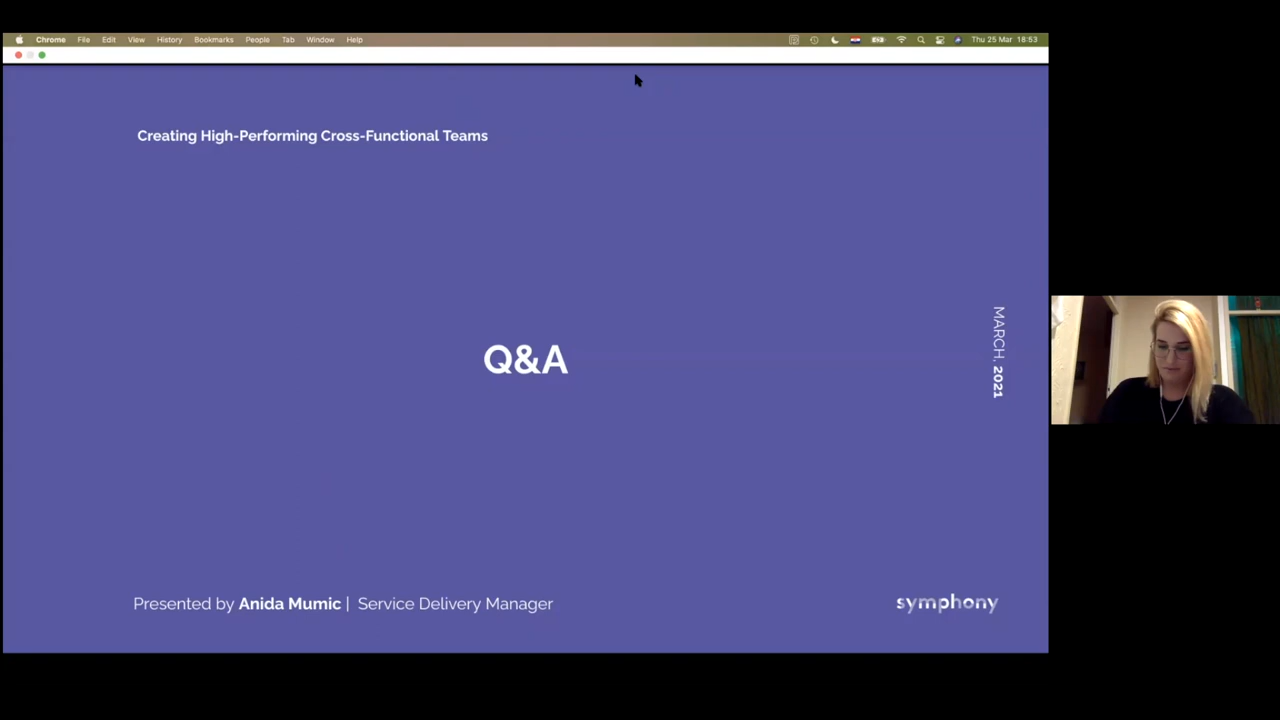 Chrome File Edit View History Bookmarks People Tab Window Help Thu 25 Mar 18:53
Creating High-Performing Cross-Functional Teams
Q&A
MARCH, 2021
Presented by Anida Mumic | Service Delivery Manager
symphony